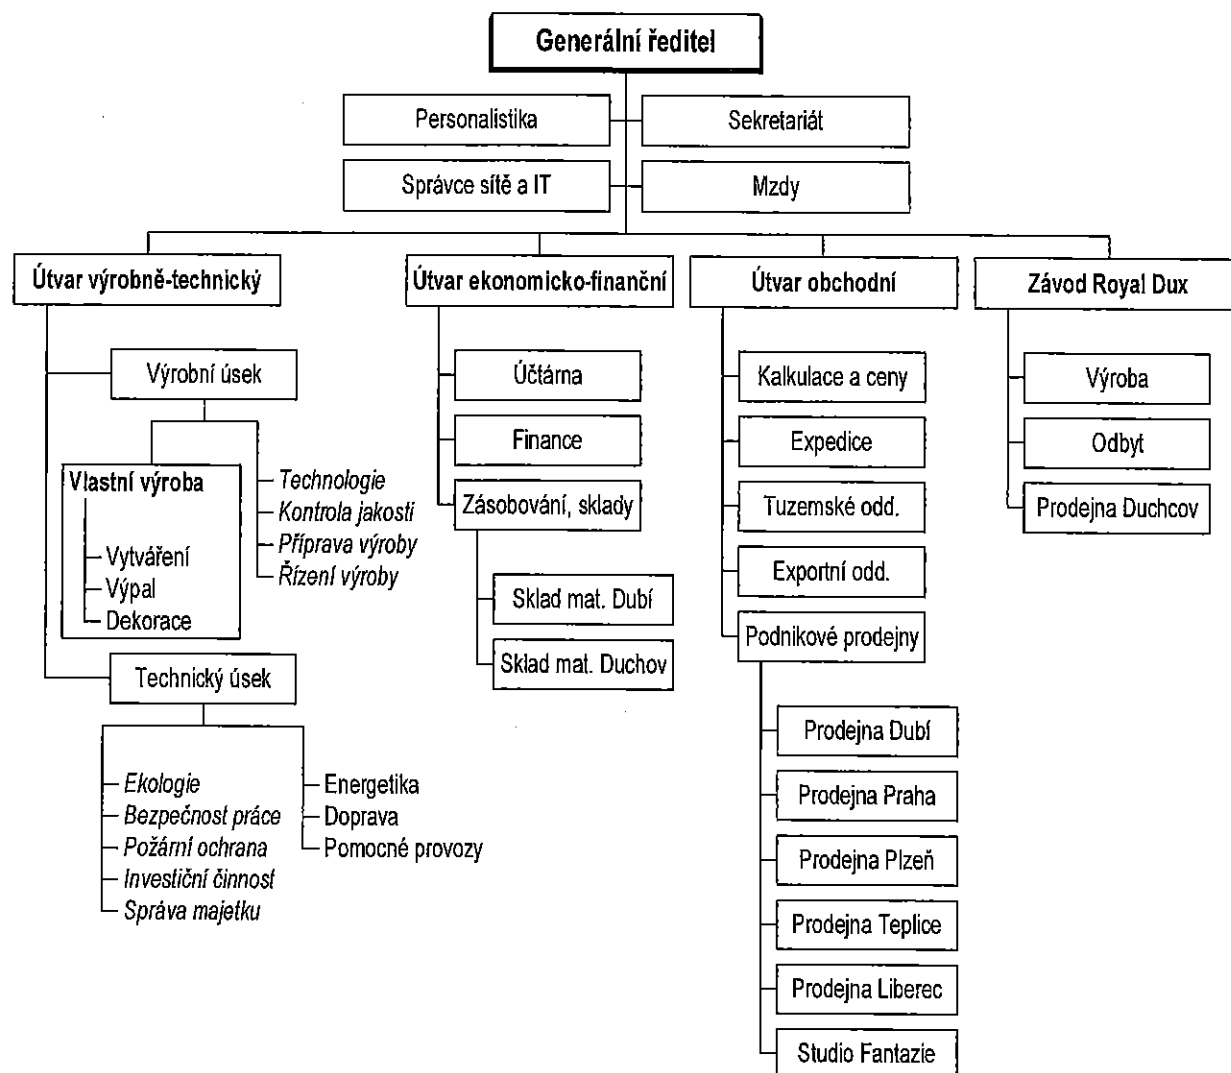 Generální ředitel
Personalistika
Sekretariát
Správce sítě a IT
Mzdy
Útvar výrobně-technický
Útvar ekonomicko-finanční
Útvar obchodní
Závod Royal Dux
Výrobní úsek
Vlastní výroba
Vytváření
Výpal
Dekorace
Technologie
Kontrola jakosti
Příprava výroby
Řízení výroby
Technický úsek
Ekologie
Bezpečnost práce
Požární ochrana
Investiční činnost
Správa majetku
Energetika
Doprava
Pomocné provozy
Účtárna
Finance
Zásobování, sklady
Sklad mat. Dubí
Sklad mat. Duchov
Kalkulace a ceny
Expedice
Tuzemské odd.
Exportní odd.
Podnikové prodejny
Prodejna Dubí
Prodejna Praha
Prodejna Plzeň
Prodejna Teplice
Prodejna Liberec
Studio Fantazie
Výroba
Odbyt
Prodejna Duchcov